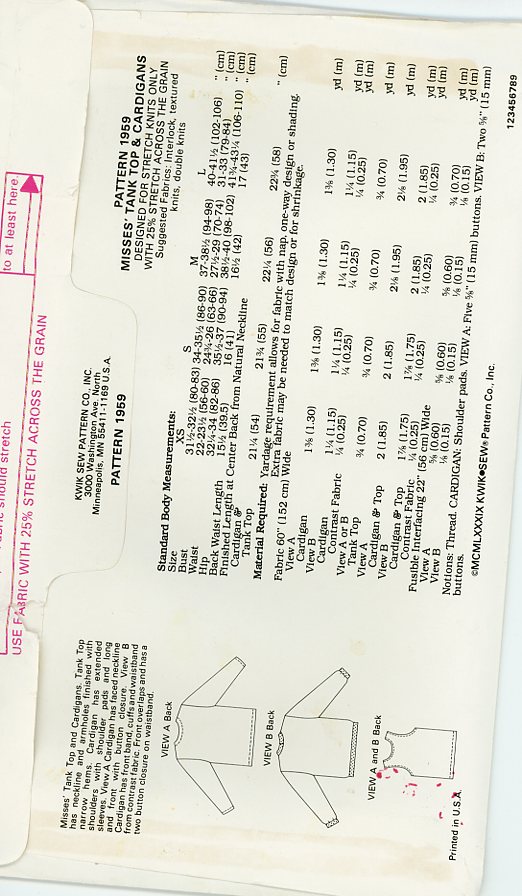 to at least here.
Fabric should stretch
USE FABRIC WITH 25% STRETCH ACROSS THE GRAIN
KWIK SEW PATTERN CO., INC.
3000 Washington Ave. North
Minneapolis, MN 55411-1169 U.S.A.
PATTERN 1959
PATTERN 1959
MISSES' TANK TOP & CARDIGANS
DESIGNED FOR STRETCH KNITS ONLY
WITH 25% STRETCH ACROSS THE GRAIN
Suggested Fabrics: Interlock, textured
knits, double knits
Misses' Tank Top and Cardigans. Tank Top
has neckline and armholes finished with
narrow hems. Cardigan has extended
shoulders with shoulder pads and long
sleeves. View A Cardigan has faced neckline
and front with button closure. View B
Cardigan has front band, cuffs and waistband
from contrast fabric. Front overlaps and has a
two button closure on waistband.
VIEW A Back
VIEW B Back
VIEW A and B Back
Printed in U.S.A.
Standard Body Measurements:
Size XS S M L
Bust 31½-32½ (80-83) 34-35½ (86-90) 37-38½ (94-98) 40-41½ (102-106) " (cm)
Waist 22-23½ (56-60) 24¾-26 (63-66) 27½-29 (70-74) 31-33 (79-84) " (cm)
Hip 32¼-34 (82-86) 35½-37 (90-94) 38½-40 (98-102) 41¾-43¼ (106-110) " (cm)
Back Waist Length 15½ (39.5) 16 (41) 16½ (42) 17 (43) " (cm)
Finished Length at Center Back from Natural Neckline
Cardigan &
Tank Top 21¼ (54) 21¾ (55) 22¼ (56) 22¾ (58) " (cm)
Material Required: Yardage requirement allows for fabric with nap, one-way design or shading.
Extra fabric may be needed to match design or for shrinkage.
Fabric 60" (152 cm) Wide
View A
Cardigan 1⅜ (1.30) 1⅜ (1.30) 1⅜ (1.30) 1⅜ (1.30) yd (m)
View B
Cardigan 1¼ (1.15) 1¼ (1.15) 1¼ (1.15) 1¼ (1.15) yd (m)
Contrast Fabric ¼ (0.25) ¼ (0.25) ¼ (0.25) ¼ (0.25) yd (m)
View A or B
Tank Top ¾ (0.70) ¾ (0.70) ¾ (0.70) ¾ (0.70) yd (m)
View A
Cardigan & Top 2 (1.85) 2 (1.85) 2⅛ (1.95) 2⅛ (1.95) yd (m)
View B
Cardigan & Top 1⅞ (1.75) 1⅞ (1.75) 2 (1.85) 2 (1.85) yd (m)
Contrast Fabric ¼ (0.25) ¼ (0.25) ¼ (0.25) ¼ (0.25) yd (m)
Fusible Interfacing 22" (56 cm) Wide
View A ⅝ (0.60) ⅝ (0.60) ⅝ (0.60) ¾ (0.70) yd (m)
View B ⅛ (0.15) ⅛ (0.15) ⅛ (0.15) ⅛ (0.15) yd (m)
Notions: Thread. CARDIGAN: Shoulder pads. VIEW A: Five ⅝" (15 mm) buttons. VIEW B: Two ⅝" (15 mm)
buttons.
©MCMLXXXIX KWIK•SEW® Pattern Co., Inc.
123456789